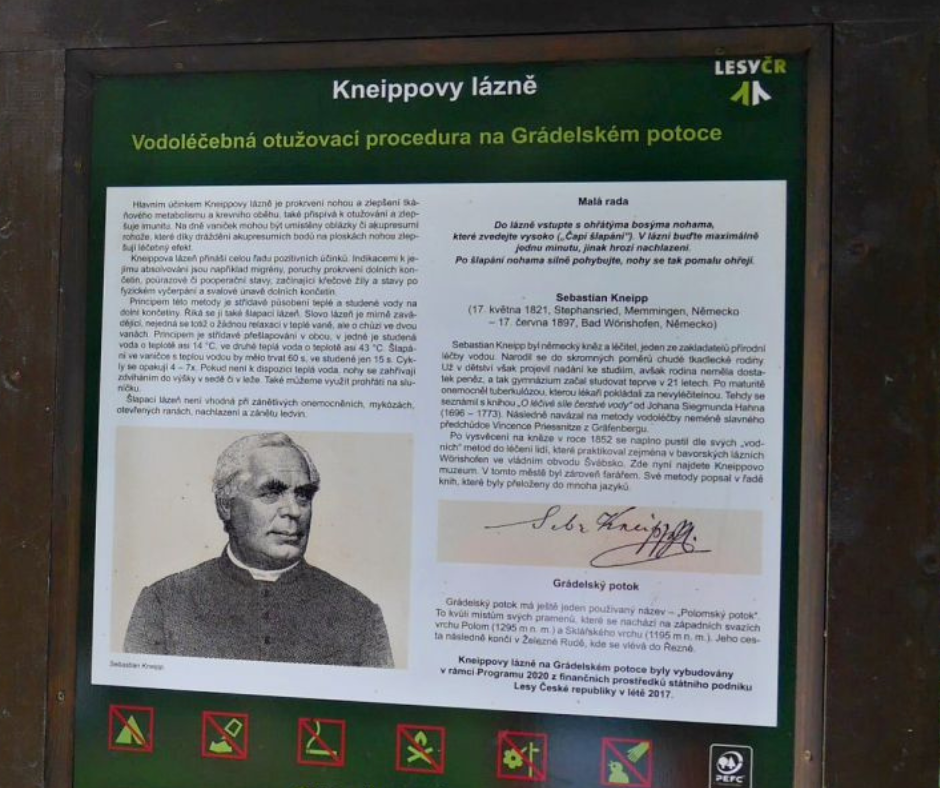 LESYČR
Kneippovy lázně
Vodoléčebná otužovací procedura na Grádelském potoce
Hlavním účinkem Kneippovy lázně je prokrvení nohou a zlepšení tká-
ňového metabolismu a krevního oběhu, také přispívá k otužování a zlep-
šuje imunitu. Na dně vaniček mohou být umístěny oblázky či akupresurní
rohože, které díky dráždění akupresurních bodů na ploskách nohou zlep-
šují léčebný efekt.
Kneippova lázeň přináší celou řadu pozitivních účinků. Indikacemi k je-
jímu absolvování jsou například migrény, poruchy prokrvení dolních kon-
četin, poúrazové či pooperační stavy, začínající křečové žíly a stavy po
fyzickém vyčerpání a svalové únavě dolních končetin.
Principem této metody je střídavé působení teplé a studené vody na
dolní končetiny. Říká se jí také šlapací lázeň. Slovo lázeň je mírně zavá-
dějící, nejedná se totiž o žádnou relaxaci v teplé vaně, ale o chůzi ve dvou
vanách. Principem je střídavé přešlapování v obou, v jedné je studená
voda o teplotě asi 14 °C, ve druhé teplá voda o teplotě asi 43 °C. Šlapá-
ní ve vaničce s teplou vodou by mělo trvat 60 s, ve studené jen 15 s. Cyk-
ly se opakují 4 – 7x. Pokud není k dispozici teplá voda, nohy se zahřívají
zdviháním do výšky v sedě či v leže. Také můžeme využít prohřátí na slu-
níčku.
Šlapací lázeň není vhodná při zánětlivých onemocněních, mykózách,
otevřených ranách, nachlazení a zánětu ledvin.
Sebastian Kneipp
Malá rada
Do lázně vstupte s ohřátýma bosýma nohama,
které zvedejte vysoko („Čapí šlapání“). V lázni buďte maximálně
jednu minutu, jinak hrozí nachlazení.
Po šlapání nohama silně pohybujte, nohy se tak pomalu ohřejí.
Sebastian Kneipp
(17. května 1821, Stephansried, Memmingen, Německo
– 17. června 1897, Bad Wörishofen, Německo)
Sebastian Kneipp byl německý kněz a léčitel, jeden ze zakladatelů přírodní
léčby vodou. Narodil se do skromných poměrů chudé tkadlecké rodiny.
Už v dětství však projevil nadání ke studiím, avšak rodina neměla dosta-
tek peněz, a tak gymnázium začal studovat teprve v 21 letech. Po maturitě
onemocněl tuberkulózou, kterou lékaři pokládali za nevyléčitelnou. Tehdy se
seznámil s knihou „O léčivé síle čerstvé vody“ od Johana Siegmunda Hahna
(1696 – 1773). Následně navázal na metody vodoléčby neméně slavného
předchůdce Vincence Priessnitze z Gräfenbergu.
Po vysvěcení na kněze v roce 1852 se naplno pustil dle svých „vod-
ních“ metod do léčení lidí, které praktikoval zejména v bavorských lázních
Wörishofen ve vládním obvodu Švábsko. Zde nyní najdete Kneippovo
muzeum. V tomto městě byl zároveň farářem. Své metody popsal v řadě
knih, které byly přeloženy do mnoha jazyků.
Seb. Kneipp
Grádelský potok
Grádelský potok má ještě jeden používaný název – „Polomský potok“.
To kvůli místům svých pramenů, které se nachází na západních svazích
vrchu Polom (1295 m n. m.) a Sklářského vrchu (1195 m n. m.). Jeho ces-
ta následně končí v Železné Rudě, kde se vlévá do Řezné.
Kneippovy lázně na Grádelském potoce byly vybudovány
v rámci Programu 2020 z finančních prostředků státního podniku
Lesy České republiky v létě 2017.
PEFC